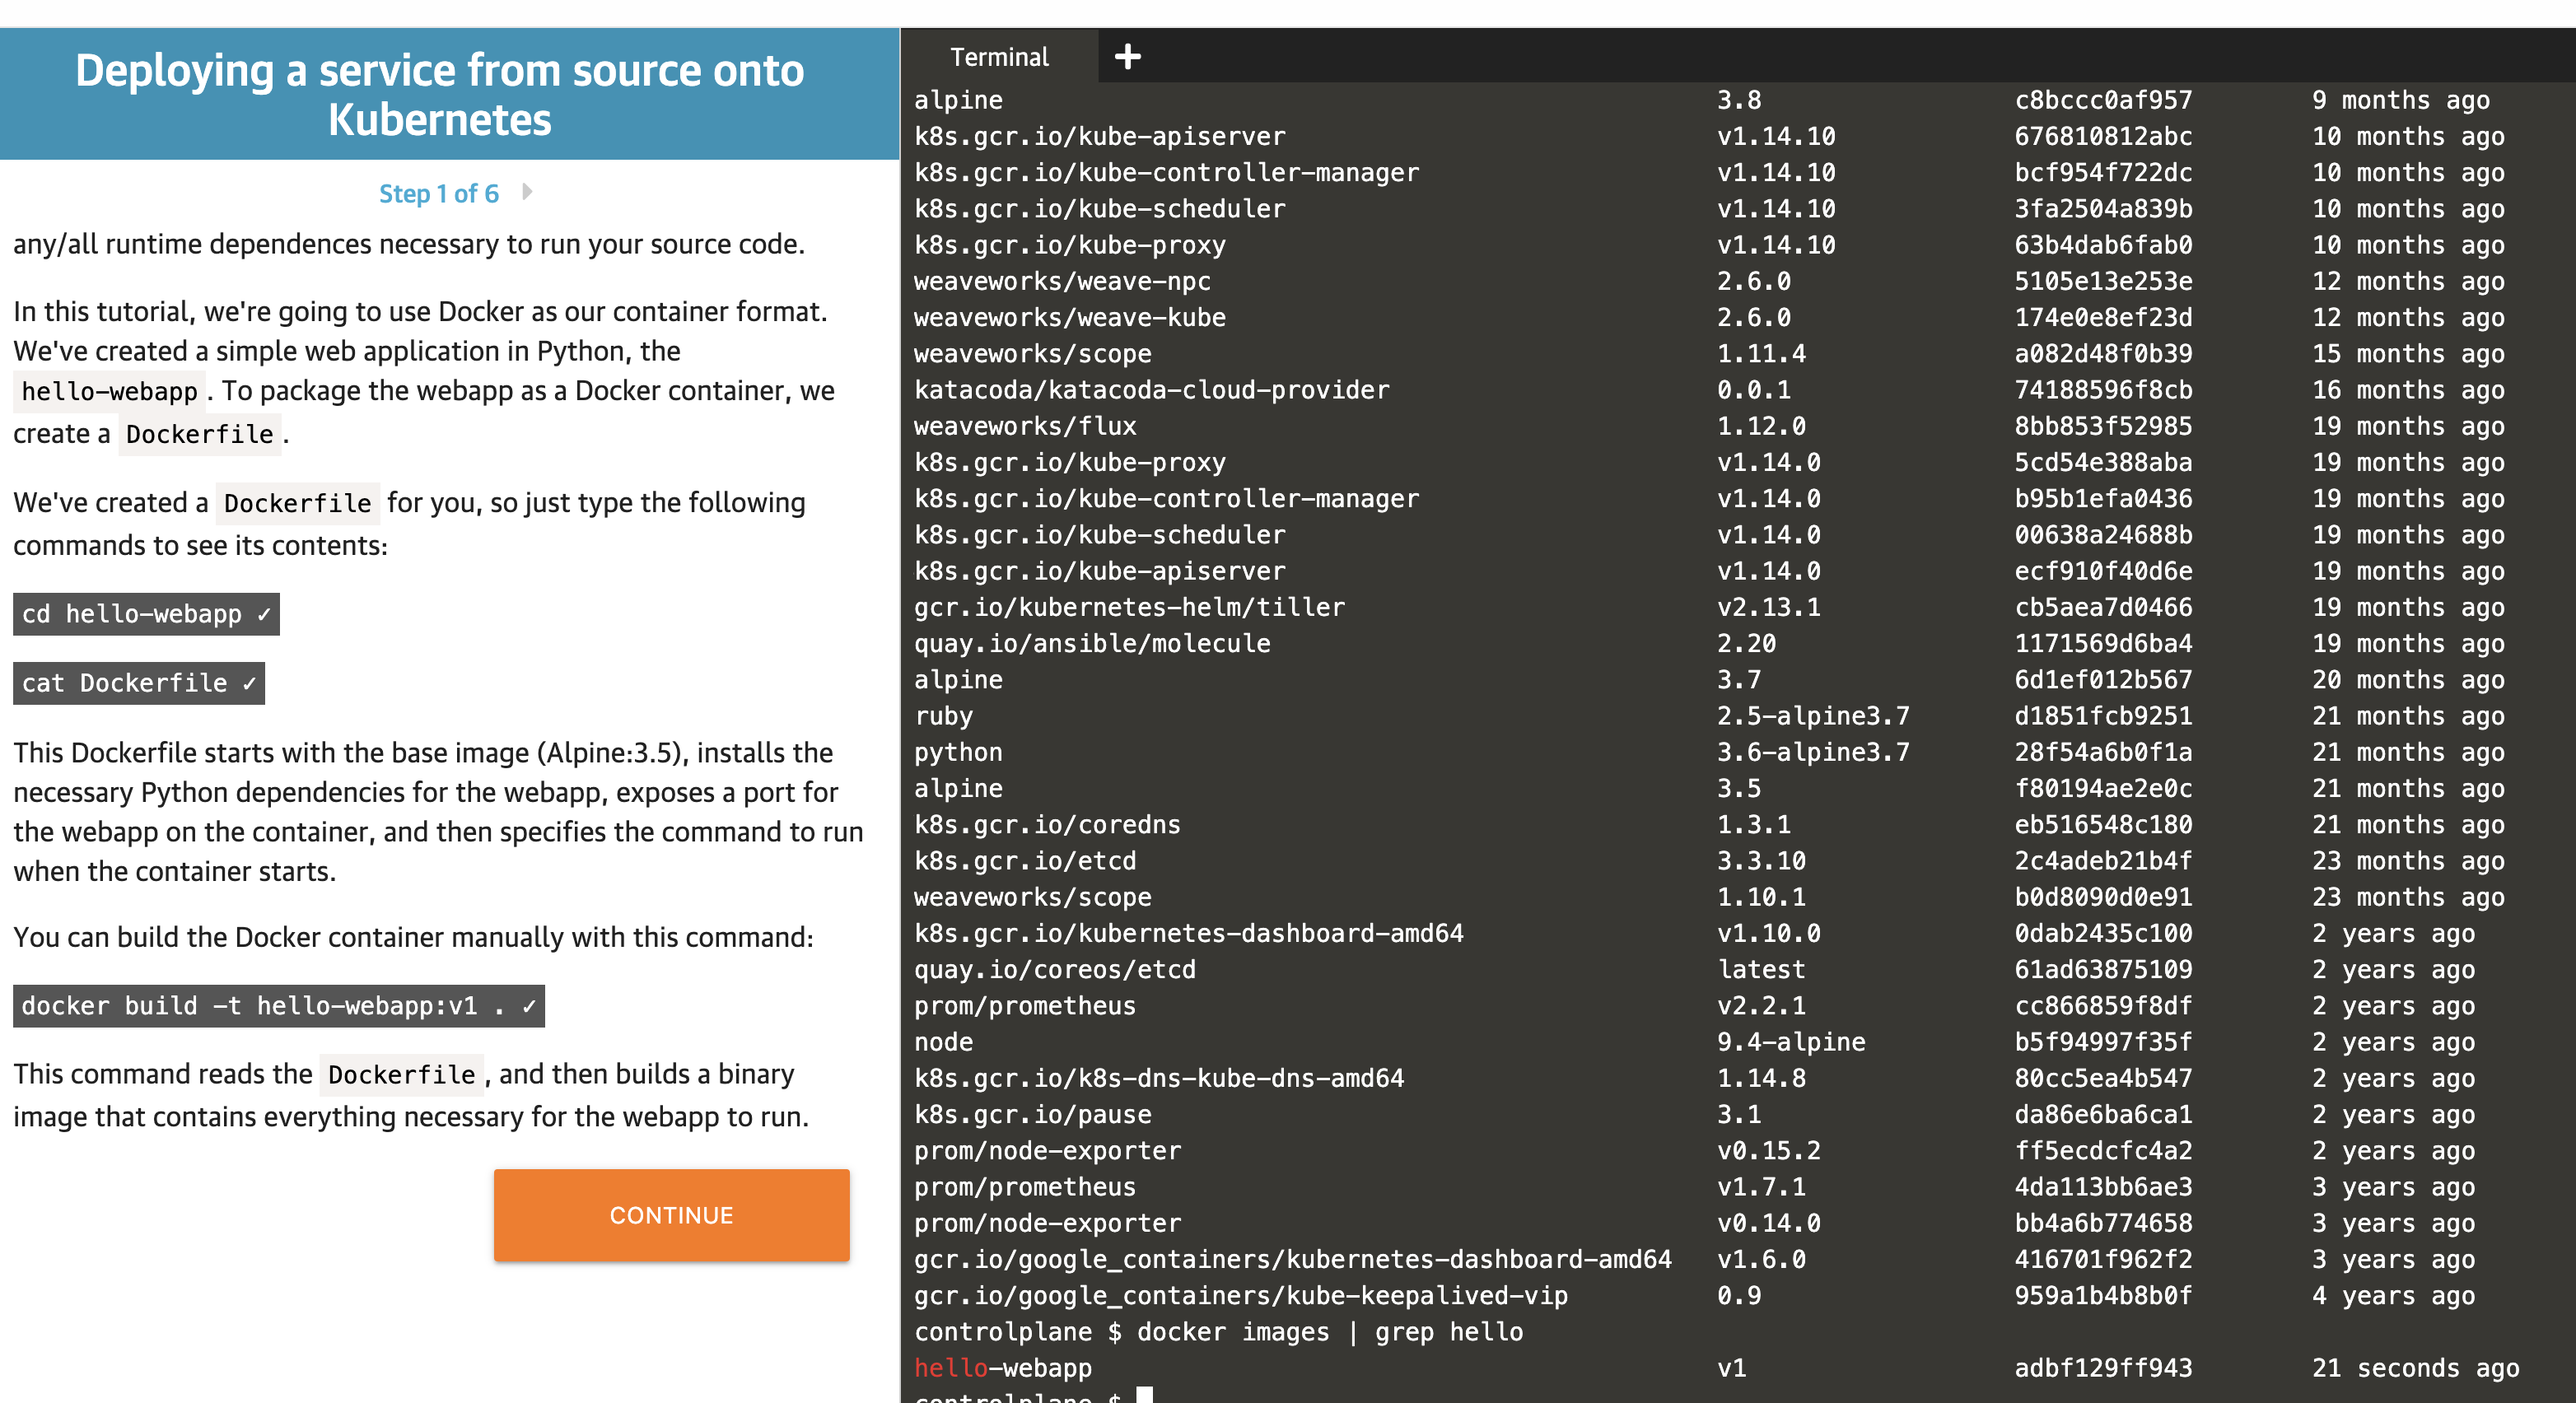 Deploying a service from source onto
Kubernetes
Step 1 of 6
any/all runtime dependences necessary to run your source code.
In this tutorial, we're going to use Docker as our container format.
We've created a simple web application in Python, the
hello-webapp . To package the webapp as a Docker container, we
create a Dockerfile .
We've created a Dockerfile for you, so just type the following
commands to see its contents:
cd hello-webapp ✓
cat Dockerfile ✓
This Dockerfile starts with the base image (Alpine:3.5), installs the
necessary Python dependencies for the webapp, exposes a port for
the webapp on the container, and then specifies the command to run
when the container starts.
You can build the Docker container manually with this command:
docker build -t hello-webapp:v1 . ✓
This command reads the Dockerfile , and then builds a binary
image that contains everything necessary for the webapp to run.
CONTINUE
Terminal +
alpine 3.8 c8bccc0af957 9 months ago
k8s.gcr.io/kube-apiserver v1.14.10 676810812abc 10 months ago
k8s.gcr.io/kube-controller-manager v1.14.10 bcf954f722dc 10 months ago
k8s.gcr.io/kube-scheduler v1.14.10 3fa2504a839b 10 months ago
k8s.gcr.io/kube-proxy v1.14.10 63b4dab6fab0 10 months ago
weaveworks/weave-npc 2.6.0 5105e13e253e 12 months ago
weaveworks/weave-kube 2.6.0 174e0e8ef23d 12 months ago
weaveworks/scope 1.11.4 a082d48f0b39 15 months ago
katacoda/katacoda-cloud-provider 0.0.1 74188596f8cb 16 months ago
weaveworks/flux 1.12.0 8bb853f52985 19 months ago
k8s.gcr.io/kube-proxy v1.14.0 5cd54e388aba 19 months ago
k8s.gcr.io/kube-controller-manager v1.14.0 b95b1efa0436 19 months ago
k8s.gcr.io/kube-scheduler v1.14.0 00638a24688b 19 months ago
k8s.gcr.io/kube-apiserver v1.14.0 ecf910f40d6e 19 months ago
gcr.io/kubernetes-helm/tiller v2.13.1 cb5aea7d0466 19 months ago
quay.io/ansible/molecule 2.20 1171569d6ba4 19 months ago
alpine 3.7 6d1ef012b567 20 months ago
ruby 2.5-alpine3.7 d1851fcb9251 21 months ago
python 3.6-alpine3.7 28f54a6b0f1a 21 months ago
alpine 3.5 f80194ae2e0c 21 months ago
k8s.gcr.io/coredns 1.3.1 eb516548c180 21 months ago
k8s.gcr.io/etcd 3.3.10 2c4adeb21b4f 23 months ago
weaveworks/scope 1.10.1 b0d8090d0e91 23 months ago
k8s.gcr.io/kubernetes-dashboard-amd64 v1.10.0 0dab2435c100 2 years ago
quay.io/coreos/etcd latest 61ad63875109 2 years ago
prom/prometheus v2.2.1 cc866859f8df 2 years ago
node 9.4-alpine b5f94997f35f 2 years ago
k8s.gcr.io/k8s-dns-kube-dns-amd64 1.14.8 80cc5ea4b547 2 years ago
k8s.gcr.io/pause 3.1 da86e6ba6ca1 2 years ago
prom/node-exporter v0.15.2 ff5ecdcfc4a2 2 years ago
prom/prometheus v1.7.1 4da113bb6ae3 3 years ago
prom/node-exporter v0.14.0 bb4a6b774658 3 years ago
gcr.io/google_containers/kubernetes-dashboard-amd64 v1.6.0 416701f962f2 3 years ago
gcr.io/google_containers/kube-keepalived-vip 0.9 959a1b4b8b0f 4 years ago
controlplane $ docker images | grep hello
hello-webapp v1 adbf129ff943 21 seconds ago
controlplane $